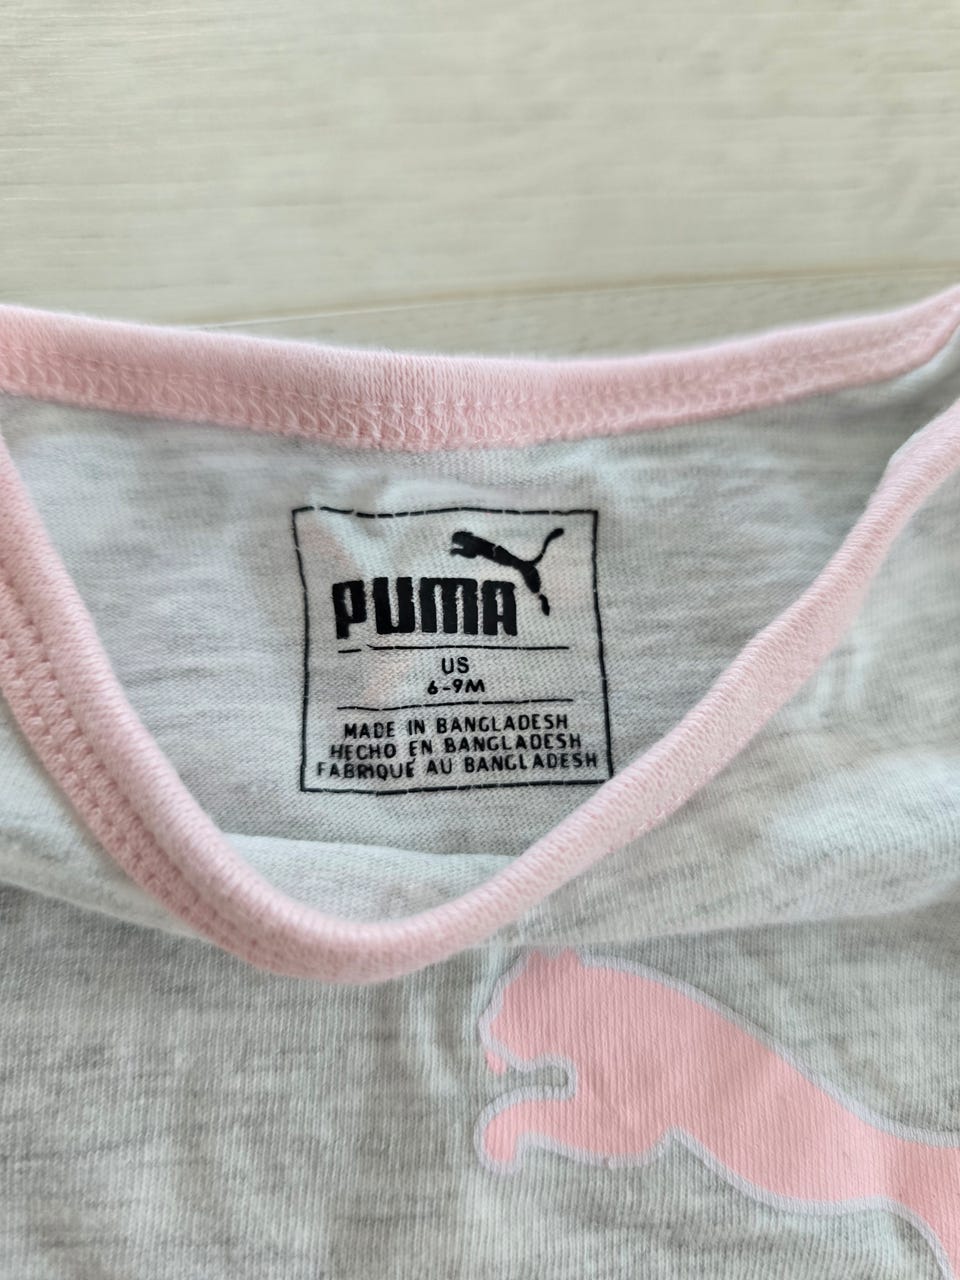 PUMA
US
6-9M
MADE IN BANGLADESH
HECHO EN BANGLADESH
FABRIQUÉ AU BANGLADESH